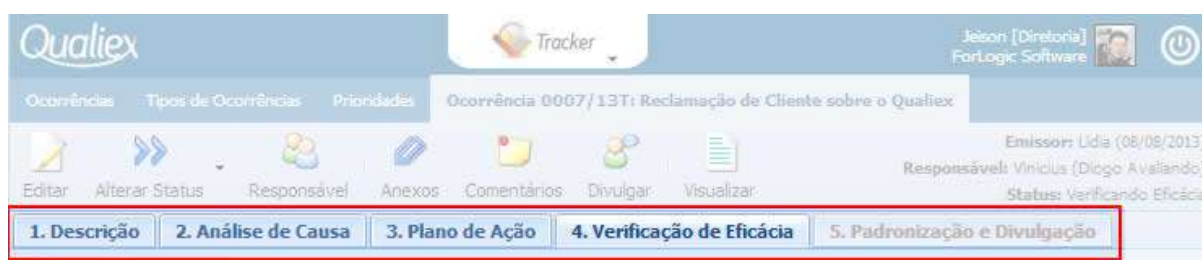 Qualiex
Tracker
Jeison [Diretoria]
ForLogic Software
Ocorrências Tipos de Ocorrências Prioridades Ocorrência 0007/13T: Reclamação de Cliente sobre o Qualiex
Emissor: Lidia (08/08/2013
Responsável: Vinicius (Diogo Avaliando
Status: Verificando Eficácia
Editar Alterar Status Responsável Anexos Comentários Divulgar Visualizar
1. Descrição 2. Análise de Causa 3. Plano de Ação 4. Verificação de Eficácia 5. Padronização e Divulgação